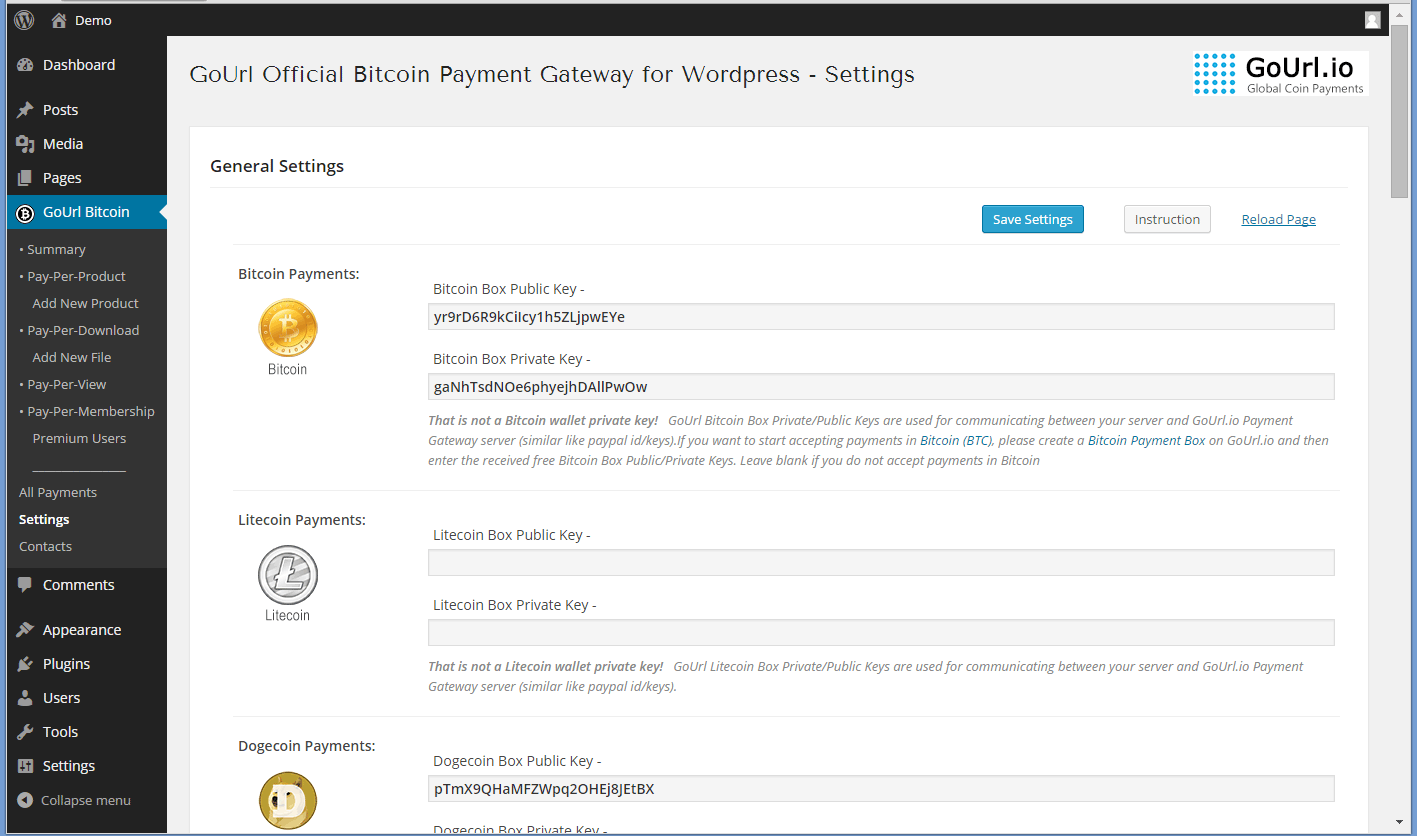 Demo
Dashboard
Posts
Media
Pages
GoUrl Bitcoin
• Summary
• Pay-Per-Product
Add New Product
• Pay-Per-Download
Add New File
• Pay-Per-View
• Pay-Per-Membership
Premium Users
All Payments
Settings
Contacts
Comments
Appearance
Plugins
Users
Tools
Settings
Collapse menu
GoUrl Official Bitcoin Payment Gateway for Wordpress - Settings
GoUrl.io
Global Coin Payments
General Settings
Save Settings
Instruction
Reload Page
Bitcoin Payments:
Bitcoin
Bitcoin Box Public Key -
yr9rD6R9kCiIcy1h5ZLjpwEYe
Bitcoin Box Private Key -
gaNhTsdNOe6phyejhDAllPwOw
That is not a Bitcoin wallet private key! GoUrl Bitcoin Box Private/Public Keys are used for communicating between your server and GoUrl.io Payment
Gateway server (similar like paypal id/keys).If you want to start accepting payments in Bitcoin (BTC), please create a Bitcoin Payment Box on GoUrl.io and then
enter the received free Bitcoin Box Public/Private Keys. Leave blank if you do not accept payments in Bitcoin
Litecoin Payments:
Litecoin
Litecoin Box Public Key -
Litecoin Box Private Key -
That is not a Litecoin wallet private key! GoUrl Litecoin Box Private/Public Keys are used for communicating between your server and GoUrl.io Payment
Gateway server (similar like paypal id/keys).
Dogecoin Payments:
Dogecoin Box Public Key -
pTmX9QHaMFZWpq2OHEj8JEtBX
Dogecoin Box Private Key -